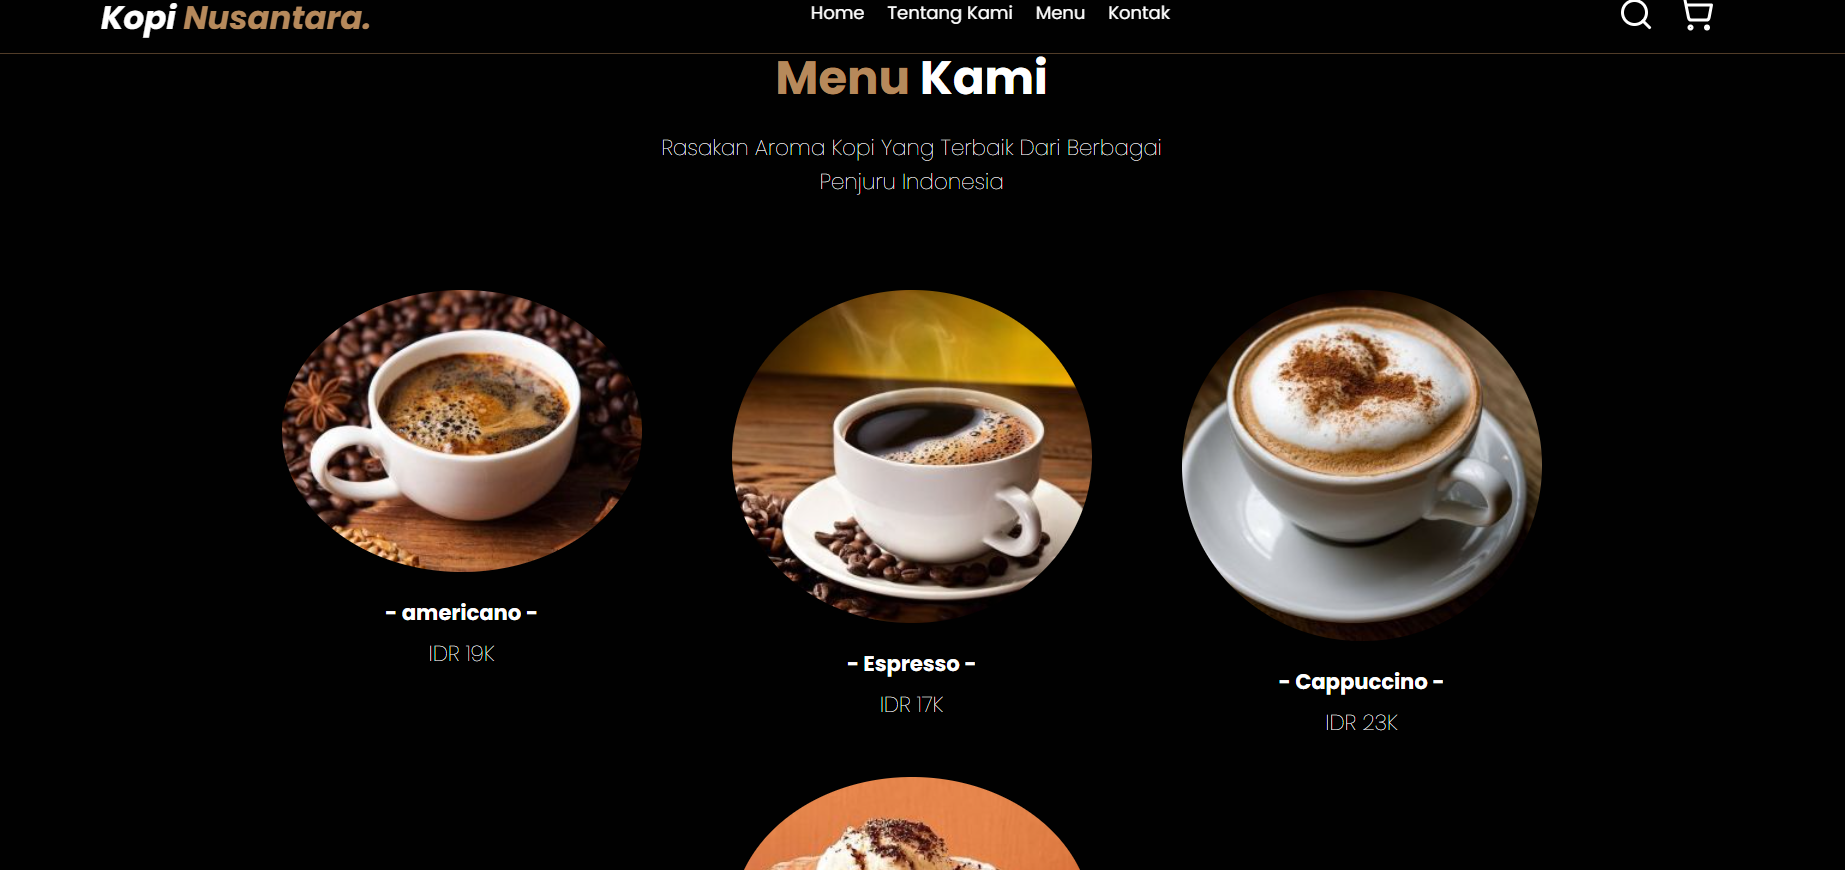 Kopi Nusantara.
Home Tentang Kami Menu Kontak
Menu Kami
Rasakan Aroma Kopi Yang Terbaik Dari Berbagai
Penjuru Indonesia
- americano -
IDR 19K
- Espresso -
IDR 17K
- Cappuccino -
IDR 23K